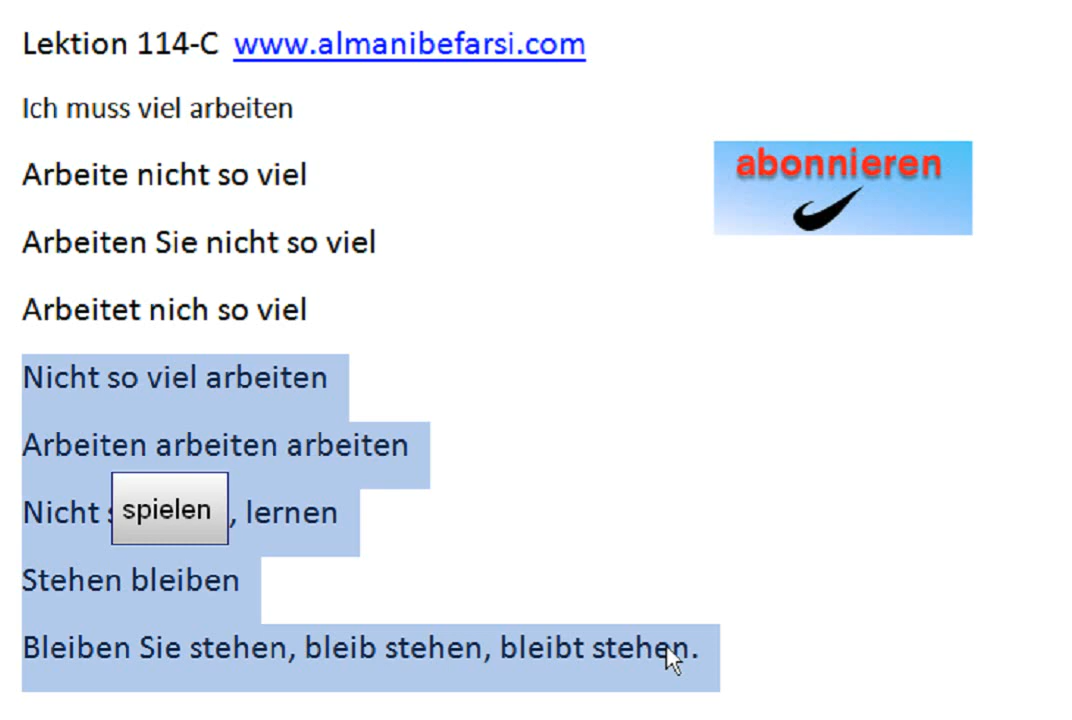 Lektion 114-C www.almanibefarsi.com
Ich muss viel arbeiten
abonnieren
Arbeite nicht so viel
Arbeiten Sie nicht so viel
Arbeitet nich so viel
Nicht so viel arbeiten
Arbeiten arbeiten arbeiten
Nicht spielen , lernen
Stehen bleiben
Bleiben Sie stehen, bleib stehen, bleibt stehen.